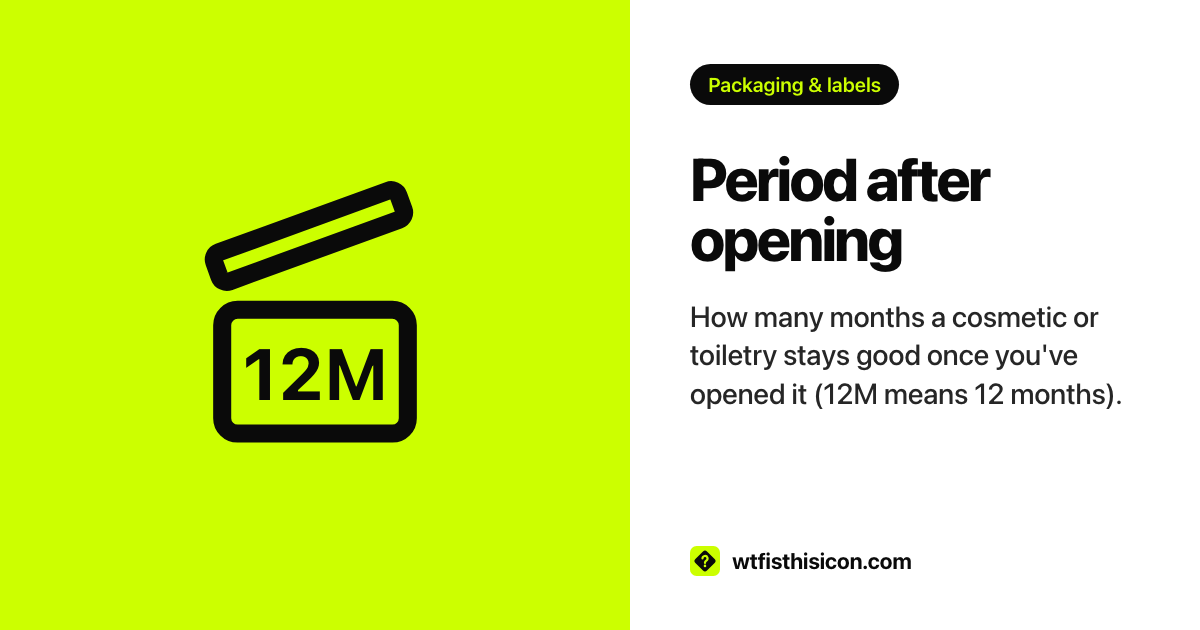 12M
Packaging & labels
Period after
opening
How many months a cosmetic or
toiletry stays good once you've
opened it (12M means 12 months).
?
wtfisthisicon.com